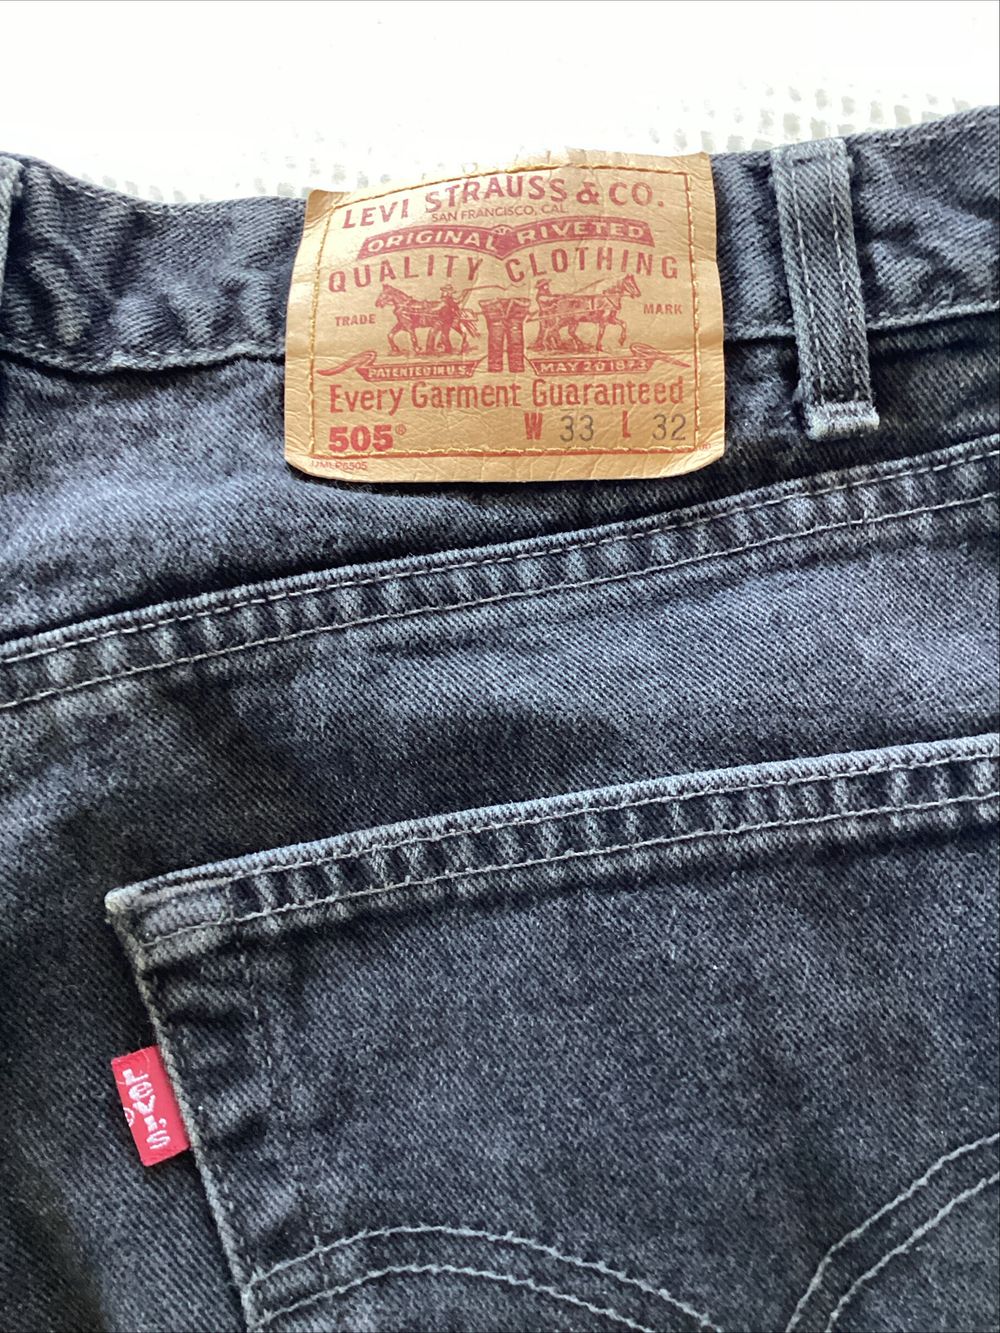 LEVI STRAUSS & CO.
SAN FRANCISCO, CAL
ORIGINAL RIVETED
QUALITY CLOTHING
TRADE MARK
PATENTED IN U.S. MAY 20 1873
Every Garment Guaranteed
505® W 33 L 32
LEVI'S
®